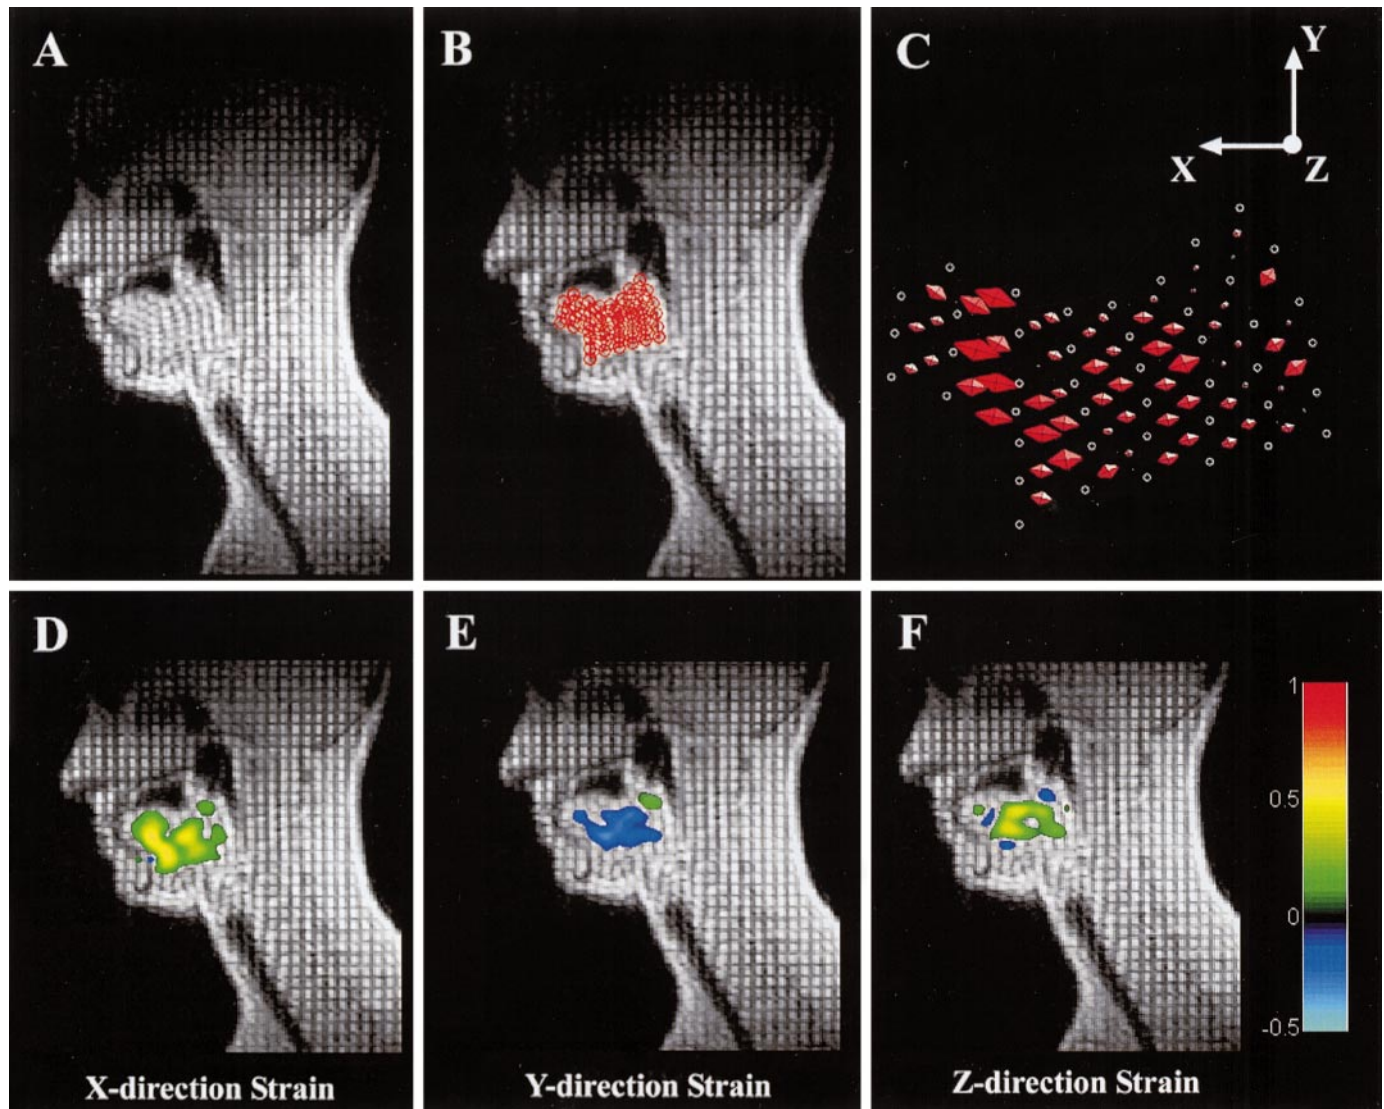 A
B
C
Y
X
Z
D
E
F
1
0.5
0
-0.5
X-direction Strain
Y-direction Strain
Z-direction Strain